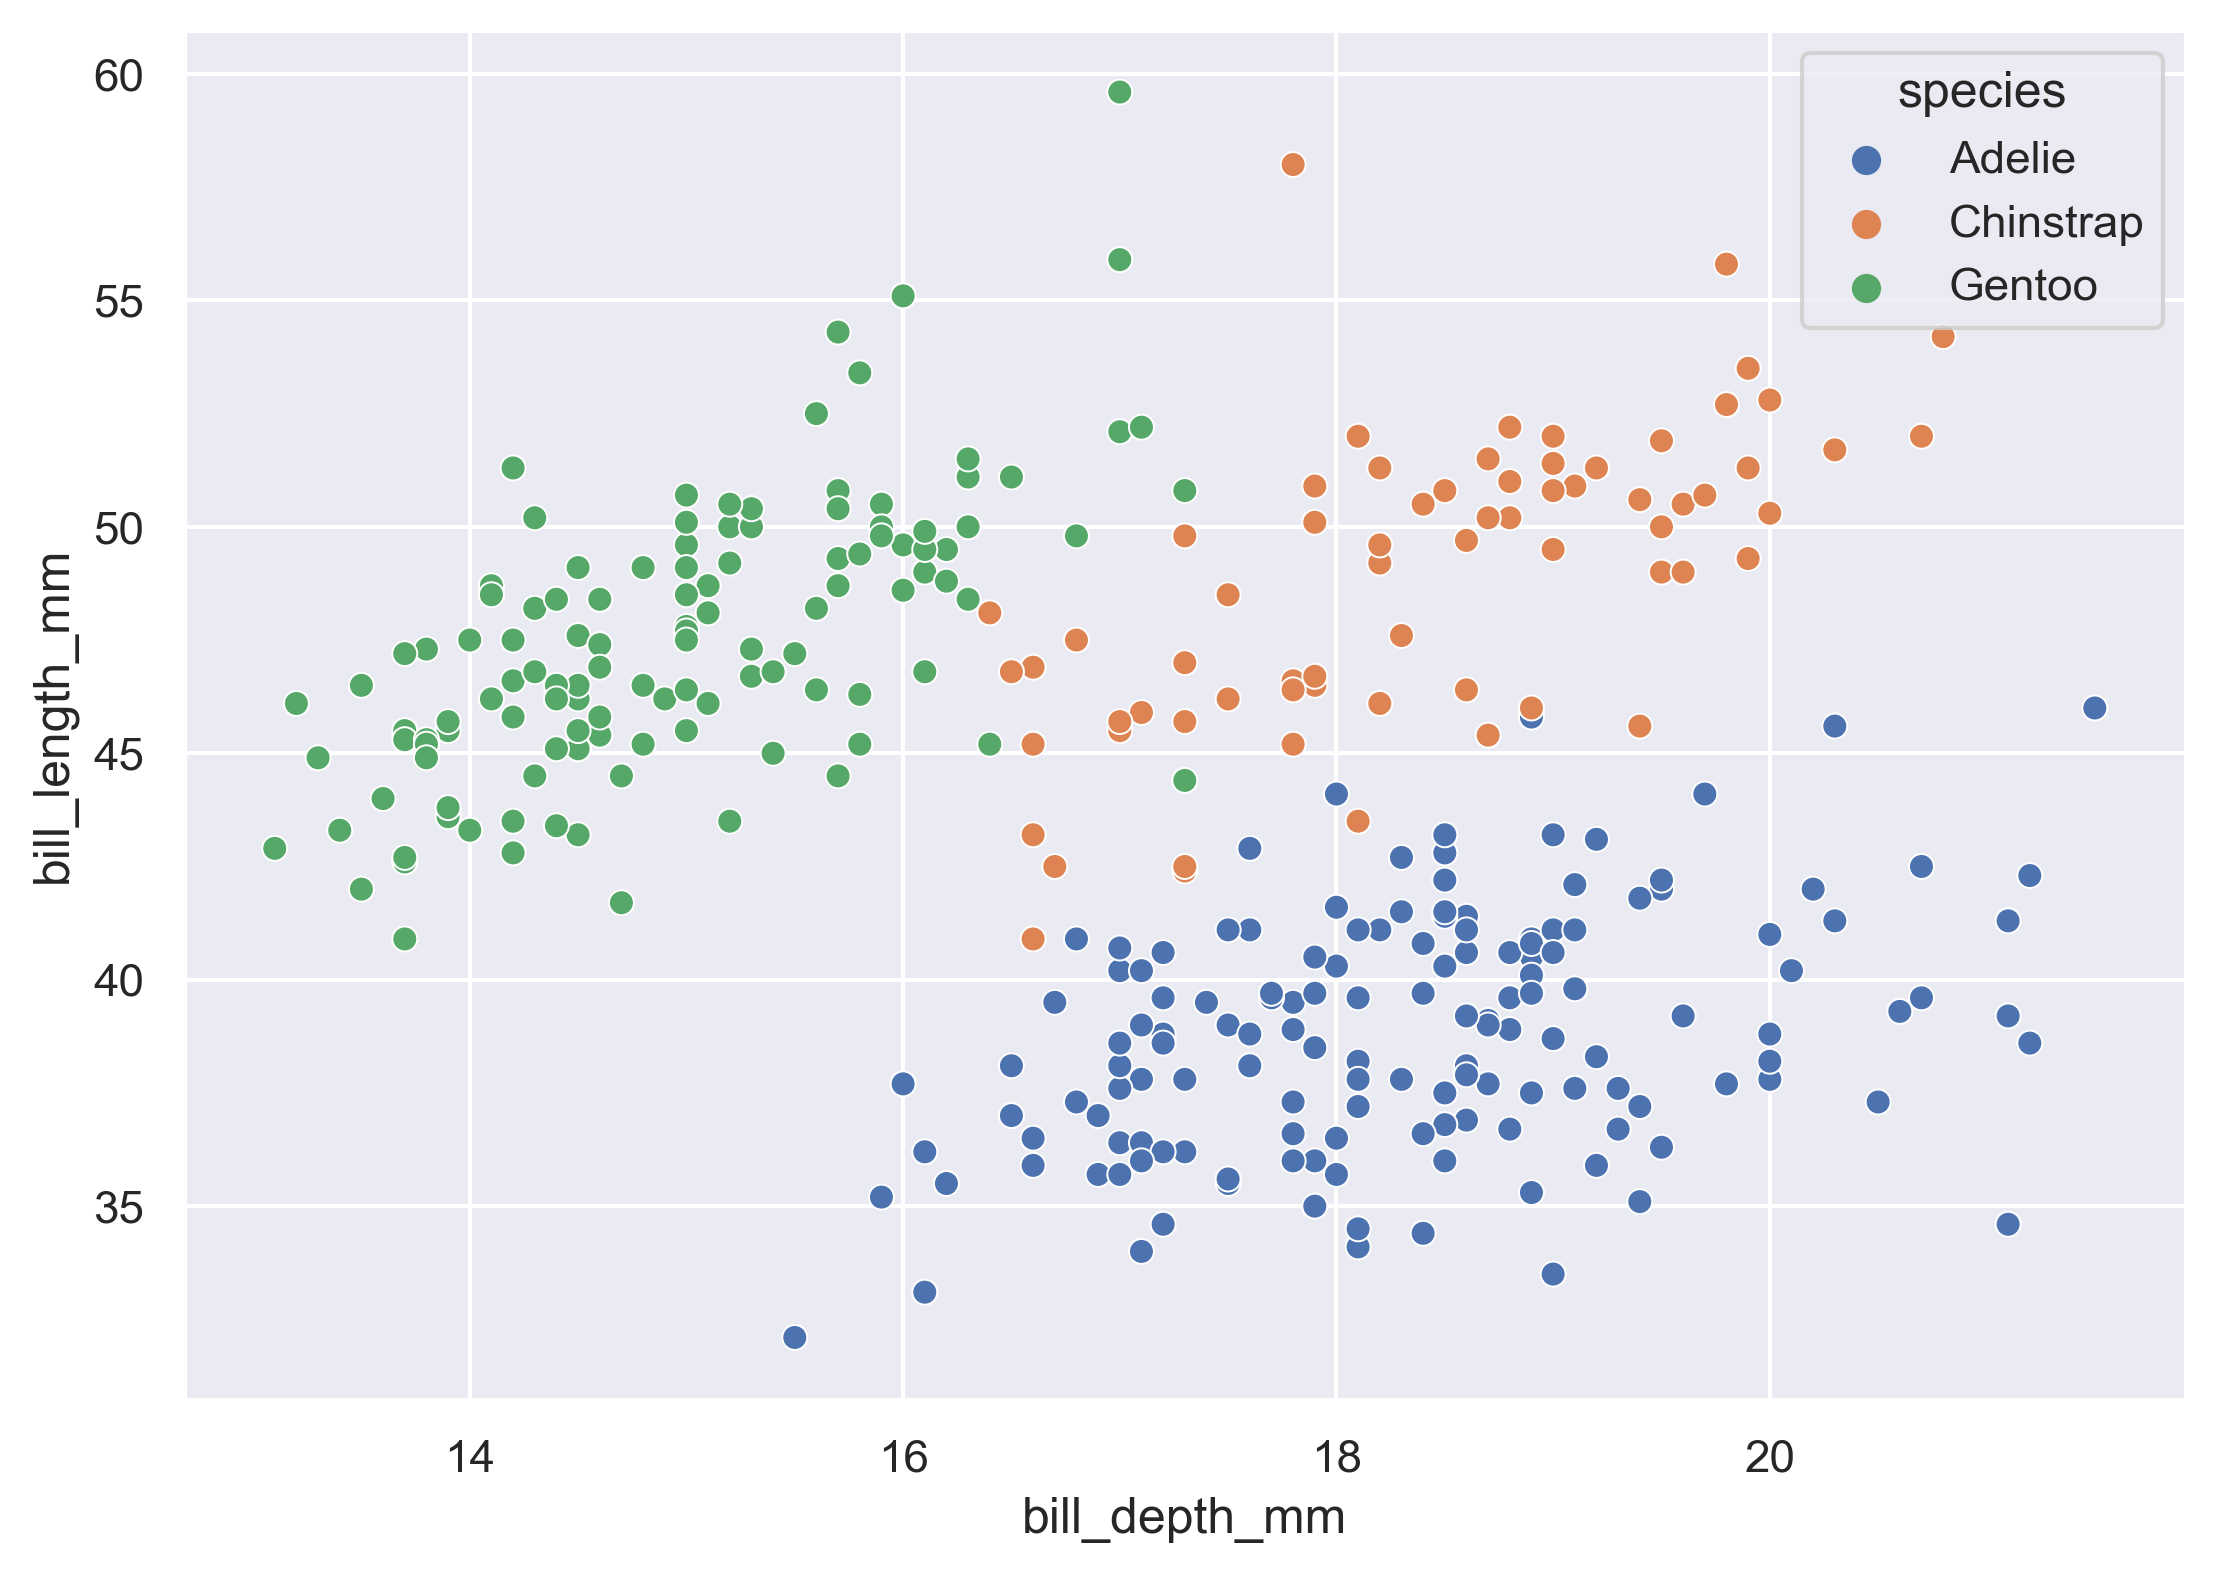 60
55
50
45
40
35
bill_length_mm
14 16 18 20
bill_depth_mm
species
Adelie
Chinstrap
Gentoo